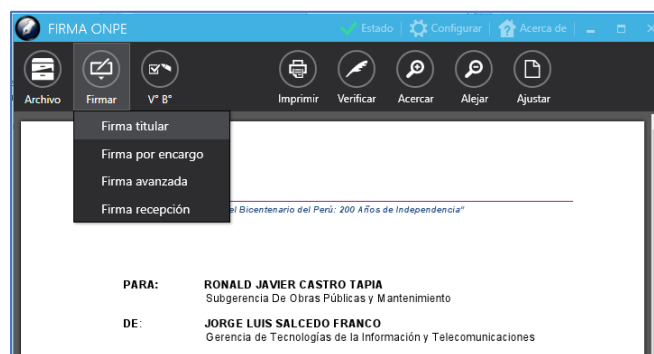 FIRMA ONPE
Estado
Configurar
Acerca de
Archivo
Firmar
V° B°
Imprimir
Verificar
Acercar
Alejar
Ajustar
Firma titular
Firma por encargo
Firma avanzada
Firma recepción
el Bicentenario del Perú: 200 Años de Independencia"
PARA: RONALD JAVIER CASTRO TAPIA
Subgerencia De Obras Públicas y Mantenimiento
DE: JORGE LUIS SALCEDO FRANCO
Gerencia de Tecnologías de la Información y Telecomunicaciones